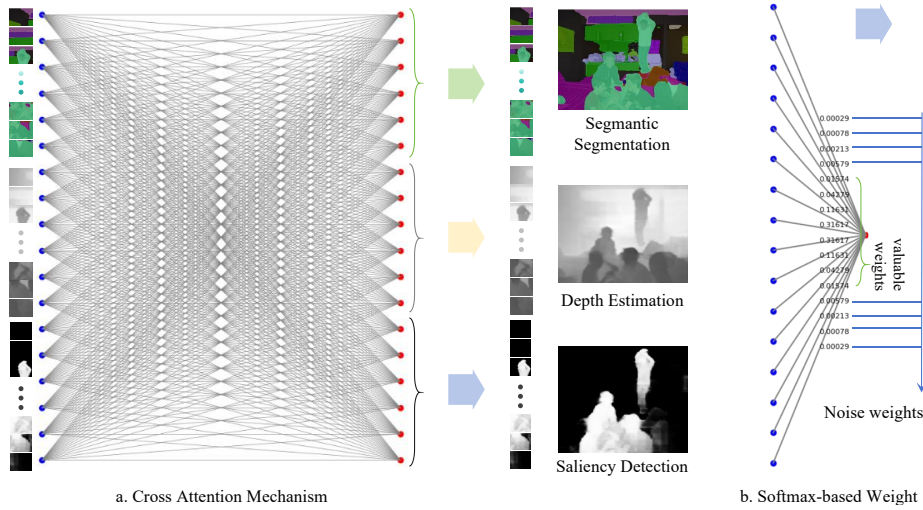 Segmantic
Segmentation
Depth Estimation
Saliency Detection
a. Cross Attention Mechanism
0.00029
0.00078
0.00213
0.00579
0.01574
0.04279
0.11631
0.31617
0.11631
0.04279
0.01574
0.00579
0.00213
0.00078
0.00029
valuable
weights
Noise weights
b. Softmax-based Weight